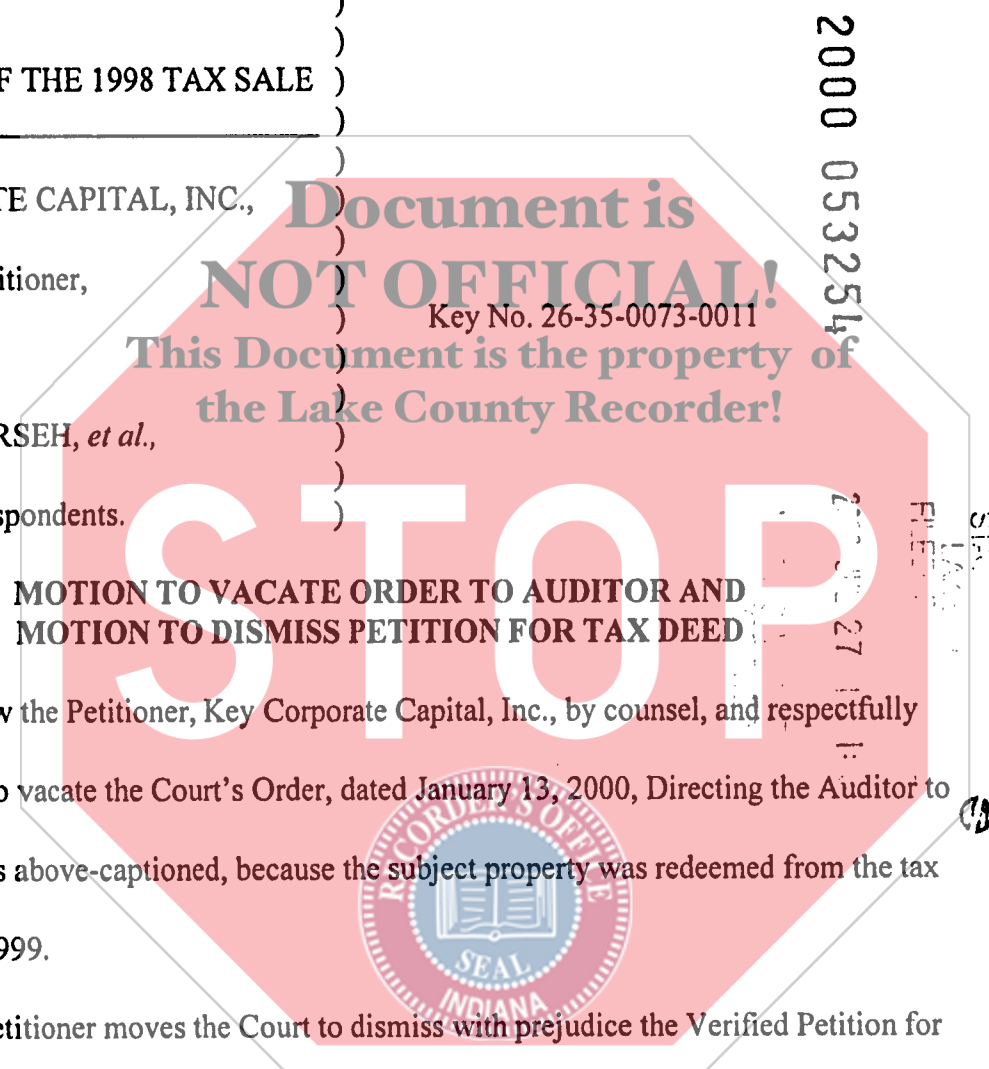 F THE 1998 TAX SALE )
TE CAPITAL, INC., )
itioner, )
Key No. 26-35-0073-0011
RSEH, et al., )
spondents. )
MOTION TO VACATE ORDER TO AUDITOR AND
MOTION TO DISMISS PETITION FOR TAX DEED
w the Petitioner, Key Corporate Capital, Inc., by counsel, and respectfully
o vacate the Court's Order, dated January 13, 2000, Directing the Auditor to
s above-captioned, because the subject property was redeemed from the tax
999.
etitioner moves the Court to dismiss with prejudice the Verified Petition for
2000 053254
Document is
NOT OFFICIAL!
This Document is the property of
the Lake County Recorder!
STOP
RECORDER'S OFFICE
SEAL
INDIANA
27